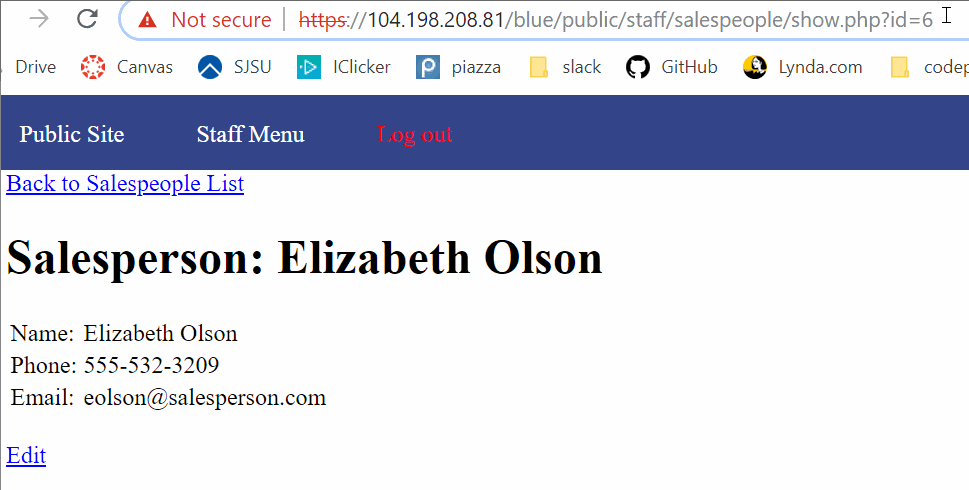 Not secure | https://104.198.208.81/blue/public/staff/salespeople/show.php?id=6
Drive Canvas SJSU IClicker piazza slack GitHub Lynda.com codep
Public Site Staff Menu Log out
Back to Salespeople List
Salesperson: Elizabeth Olson
Name: Elizabeth Olson
Phone: 555-532-3209
Email: eolson@salesperson.com
Edit